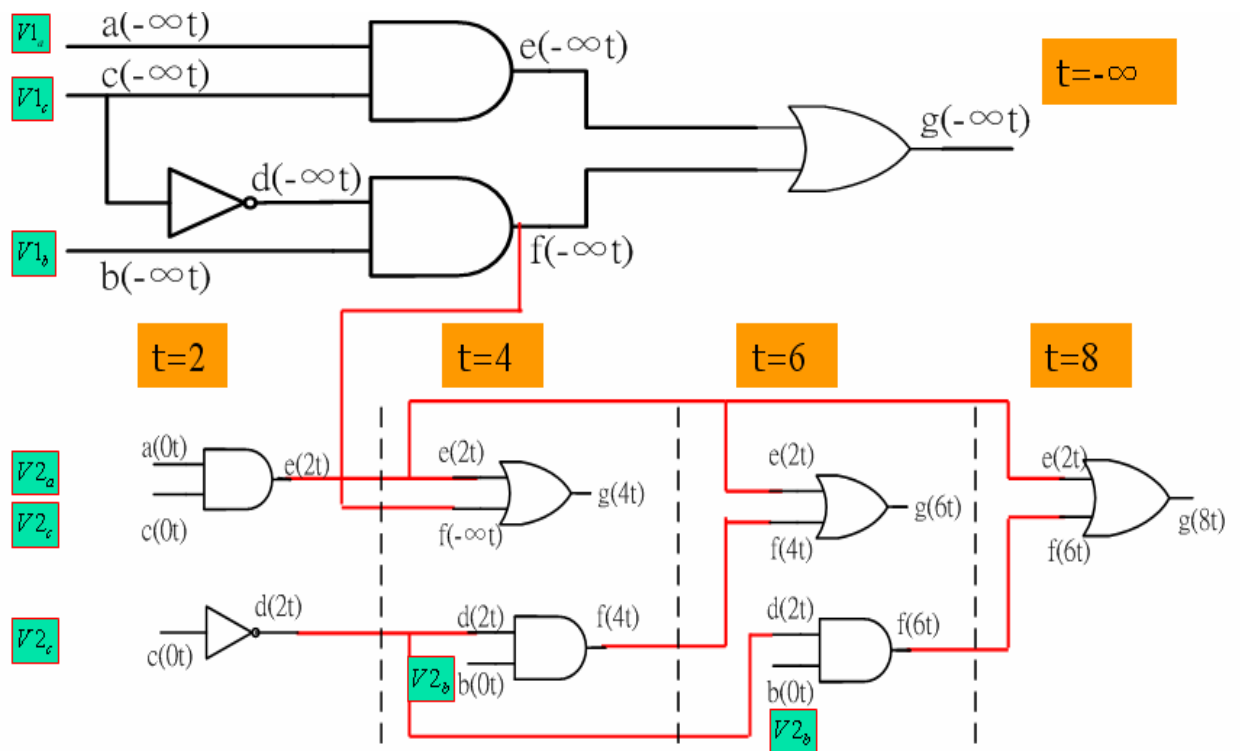 V1a
a(-∞t)
e(-∞t)
t=-∞
V1c
c(-∞t)
g(-∞t)
d(-∞t)
V1b
b(-∞t)
f(-∞t)
t=2
t=4
t=6
t=8
V2a
a(0t)
e(2t)
e(2t)
g(4t)
e(2t)
g(6t)
e(2t)
g(8t)
V2c
c(0t)
f(-∞t)
f(4t)
f(6t)
V2c
c(0t)
d(2t)
d(2t)
f(4t)
d(2t)
f(6t)
V2b
b(0t)
b(0t)
V2b